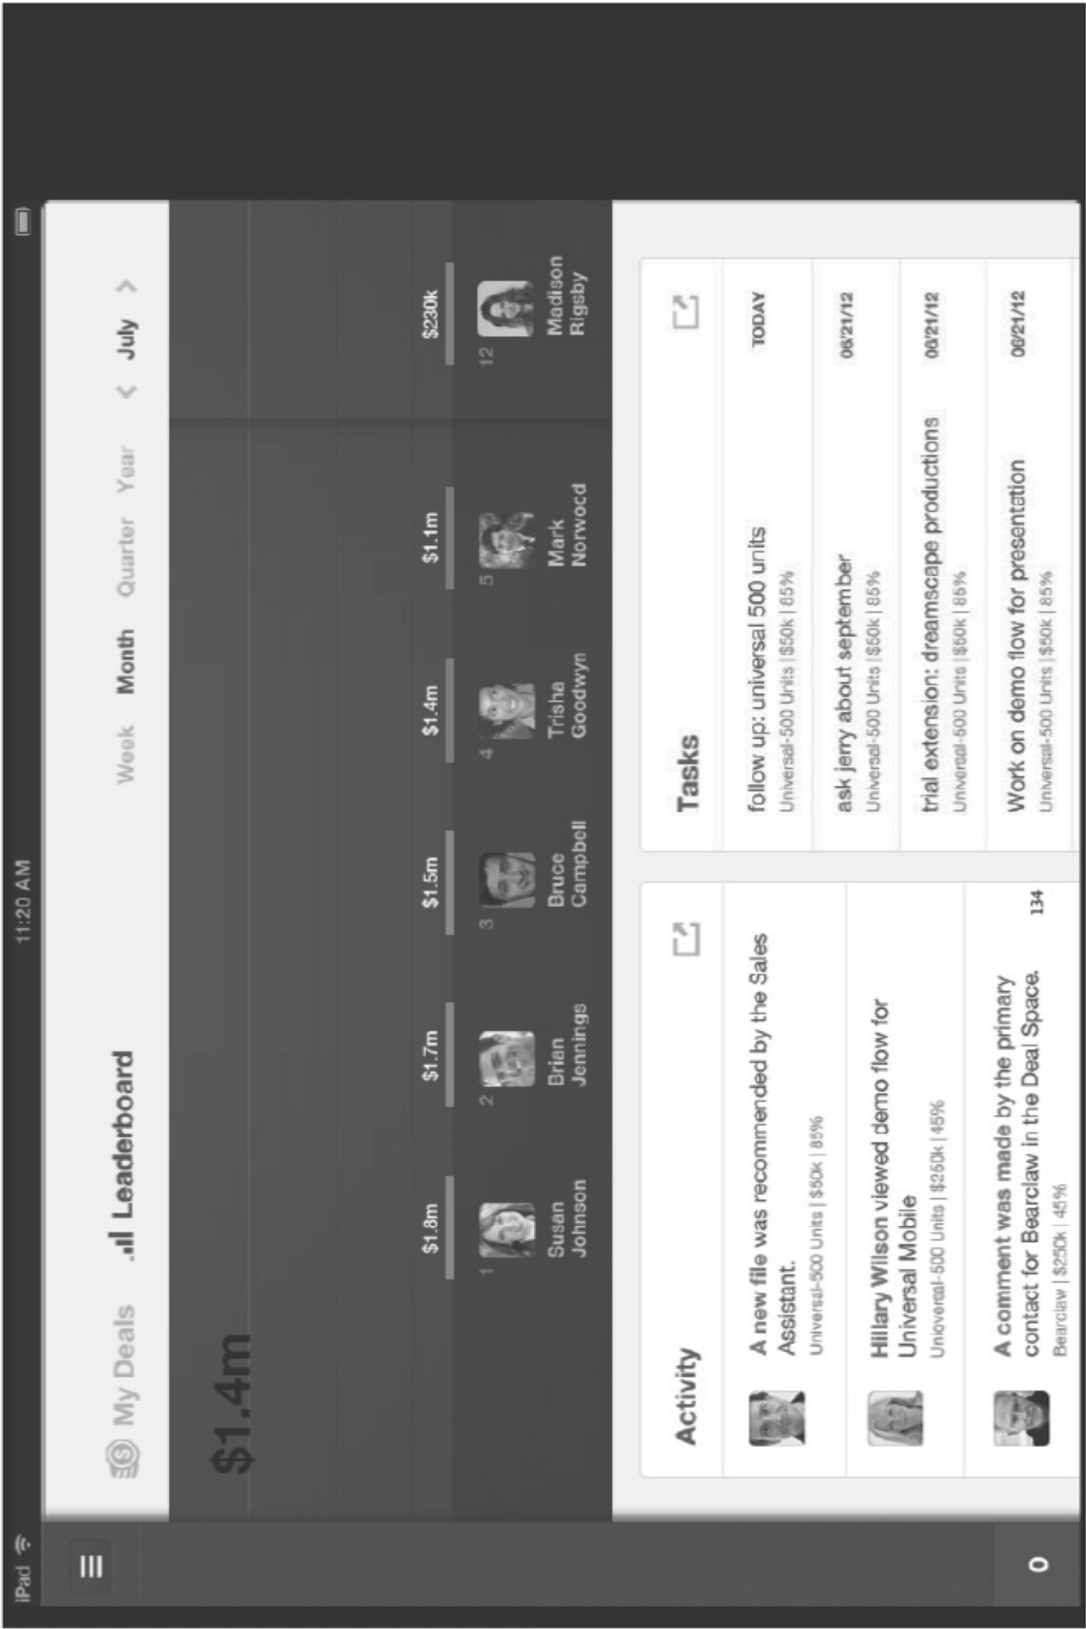 iPad
11:20 AM
My Deals
Leaderboard
Week Month Quarter Year
July
$1.4m
$1.8m $1.7m $1.5m $1.4m $1.1m $230k
1 2 3 4 5 12
Susan Johnson
Brian Jennings
Bruce Campbell
Trisha Goodwyn
Mark Norwocd
Madison Rigsby
Activity
A new file was recommended by the Sales
Assistant.
Universal-500 Units | $50k | 85%
Hillary Wilson viewed demo flow for
Universal Mobile
Unioversal-500 Units | $250k | 45%
A comment was made by the primary
contact for Bearclaw in the Deal Space.
Bearclaw | $250k | 45%
134
Tasks
follow up: universal 500 units
TODAY
Universal-500 Units | $50k | 85%
ask jerry about september
06/21/12
Universal-500 Units | $50k | 85%
trial extension: dreamscape productions
06/21/12
Universal-500 Units | $50k | 85%
Work on demo flow for presentation
06/21/12
Universal-500 Units | $50k | 85%
0